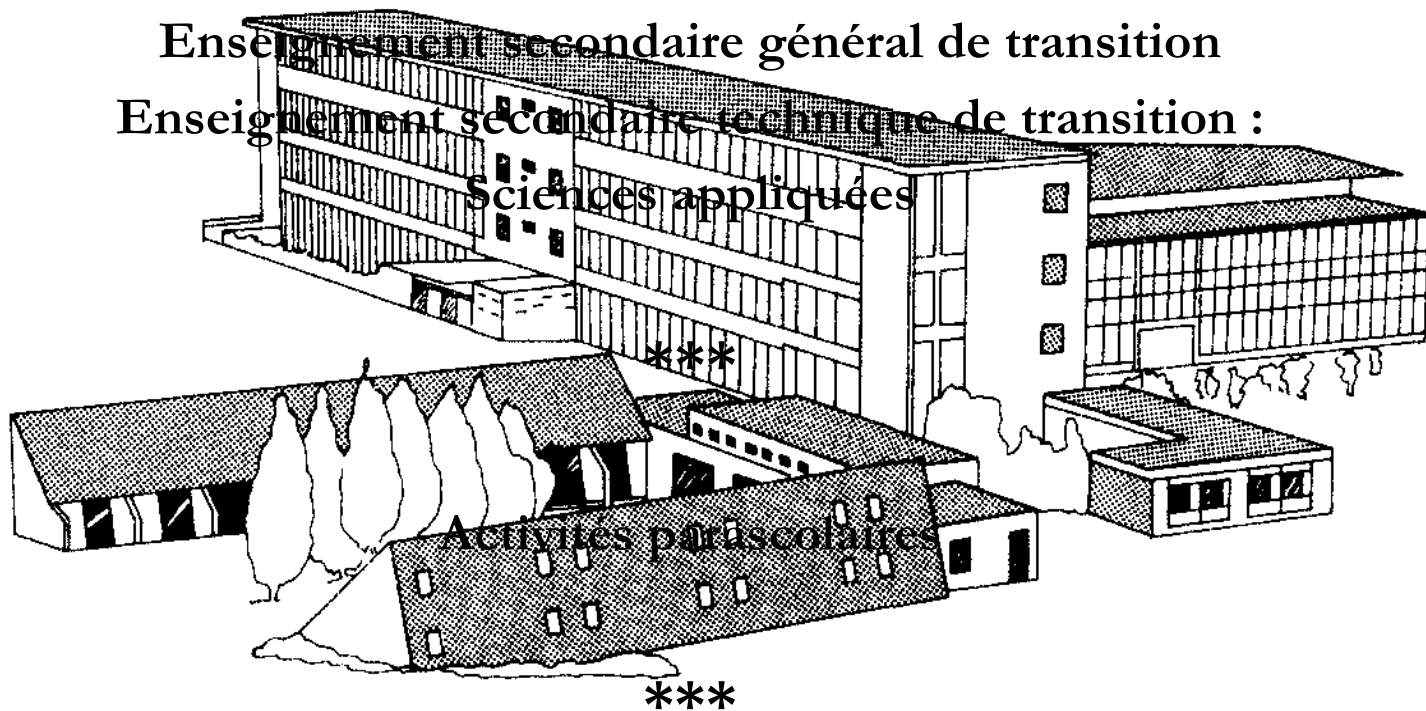 Enseignement secondaire général de transition
Enseignement secondaire technique de transition :
Sciences appliquées
***
Activités parascolaires
***